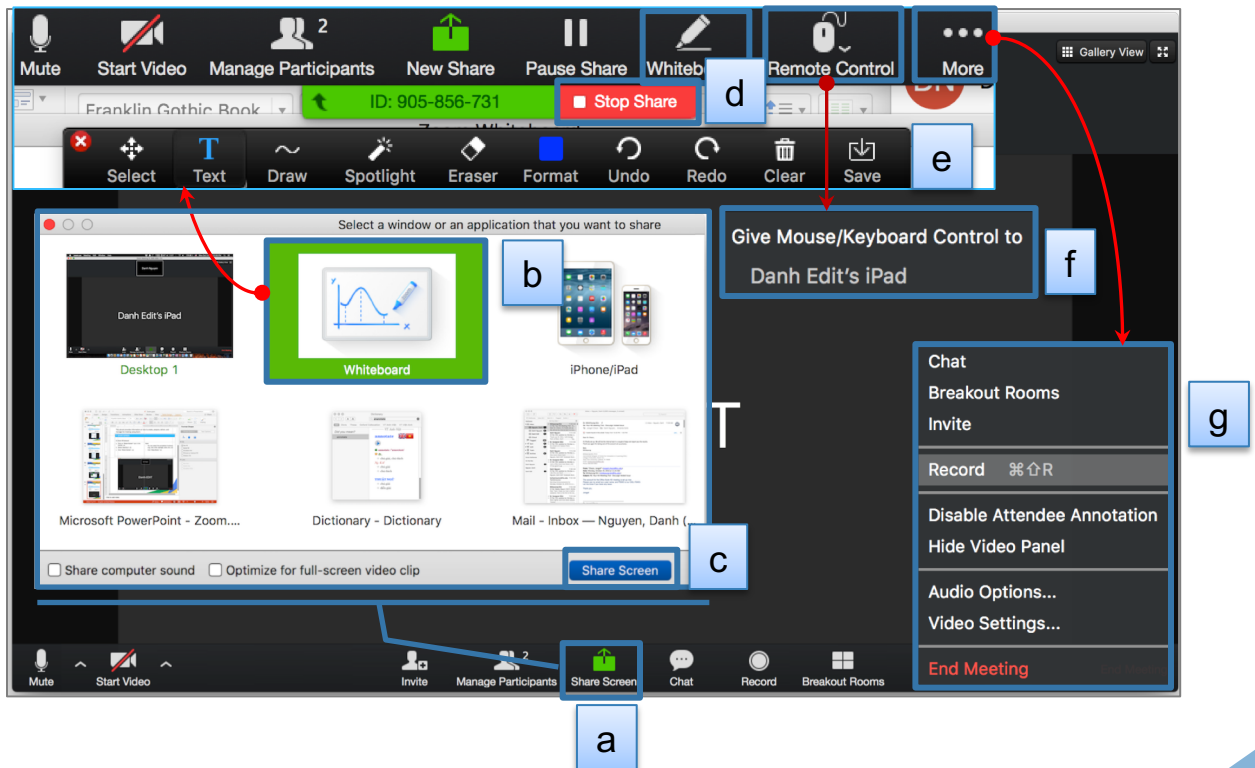 2
Mute Start Video Manage Participants New Share Pause Share Whitebo Remote Control More
Gallery View
Franklin Gothic Book ID: 905-856-731 Stop Share d DN
Select Text Draw Spotlight Eraser Format Undo Redo Clear Save e
Select a window or an application that you want to share
b
Give Mouse/Keyboard Control to
Danh Edit's iPad
f
Danh Edit's iPad
Desktop 1 Whiteboard iPhone/iPad
T
Microsoft PowerPoint - Zoom.... Dictionary - Dictionary Mail - Inbox — Nguyen, Danh (...
Share computer sound Optimize for full-screen video clip Share Screen c
Chat
Breakout Rooms
Invite
g
Record ⌘⇧R
Disable Attendee Annotation
Hide Video Panel
Audio Options...
Video Settings...
End Meeting
2
Mute Start Video Invite Manage Participants Share Screen Chat Record Breakout Rooms
a